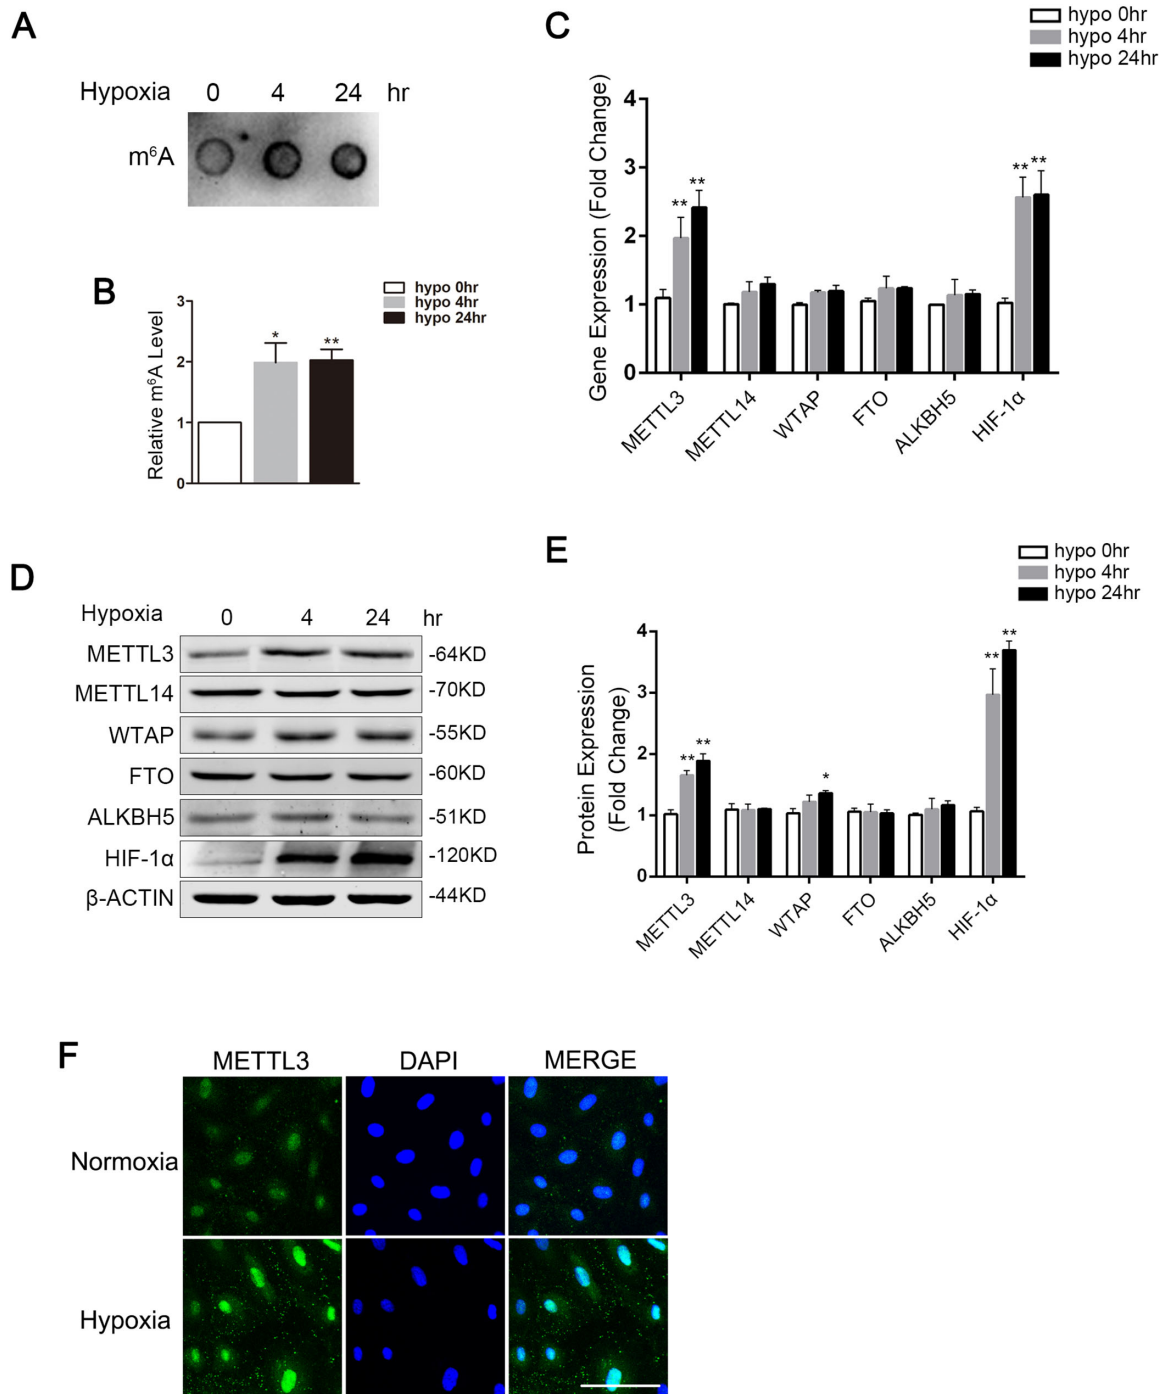 A
Hypoxia 0 4 24 hr
m⁶A
B
hypo 0hr
hypo 4hr
hypo 24hr
Relative m⁶A Level
3
2
1
0
*
**
C
hypo 0hr
hypo 4hr
hypo 24hr
Gene Expression (Fold Change)
4
3
2
1
0
** **
** **
METTL3 METTL14 WTAP FTO ALKBH5 HIF-1α
D
Hypoxia 0 4 24 hr
METTL3 -64KD
METTL14 -70KD
WTAP -55KD
FTO -60KD
ALKBH5 -51KD
HIF-1α -120KD
β-ACTIN -44KD
E
hypo 0hr
hypo 4hr
hypo 24hr
Protein Expression
(Fold Change)
4
3
2
1
0
** **
*
** **
METTL3 METTL14 WTAP FTO ALKBH5 HIF-1α
F
METTL3 DAPI MERGE
Normoxia
Hypoxia